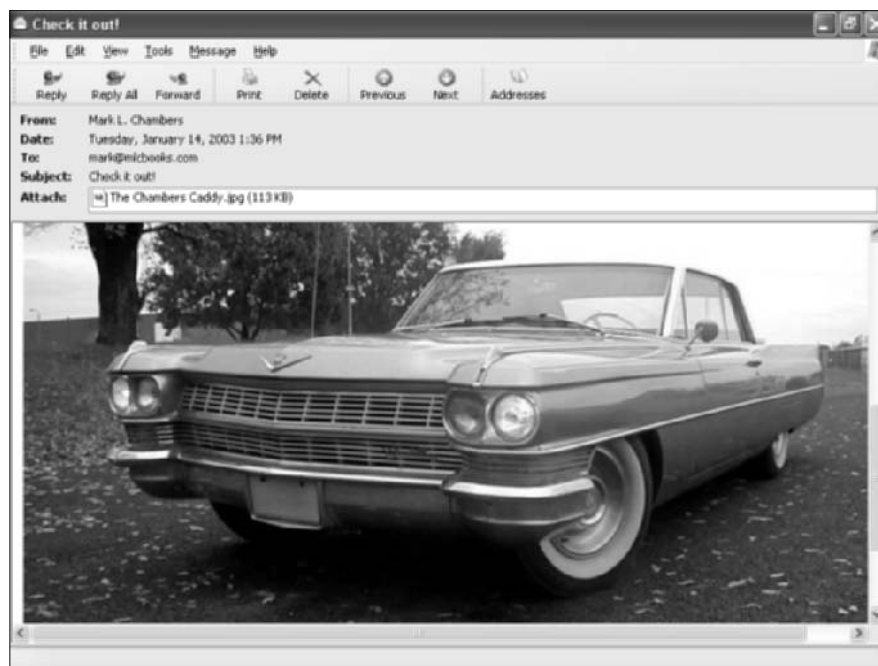 Check it out!
File Edit View Tools Message Help
Reply Reply All Forward Print Delete Previous Next Addresses
From: Mark L. Chambers
Date: Tuesday, January 14, 2003 1:36 PM
To: mark@mlcbooks.com
Subject: Check it out!
Attach: The Chambers Caddy.jpg (113 KB)